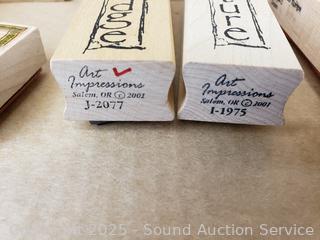 Art
Impressions
Salem, OR © 2001
J-2077
Art
Impressions
Salem, OR © 2001
I-1975
2025 - Sound Auction Service